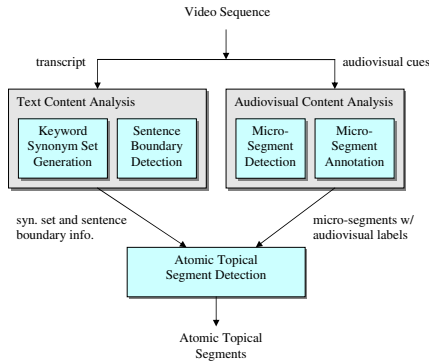 Video Sequence
transcript
audiovisual cues
Text Content Analysis
Keyword
Synonym Set
Generation
Sentence
Boundary
Detection
Audiovisual Content Analysis
Micro-
Segment
Detection
Micro-
Segment
Annotation
syn. set and sentence
boundary info.
micro-segments w/
audiovisual labels
Atomic Topical
Segment Detection
Atomic Topical
Segments